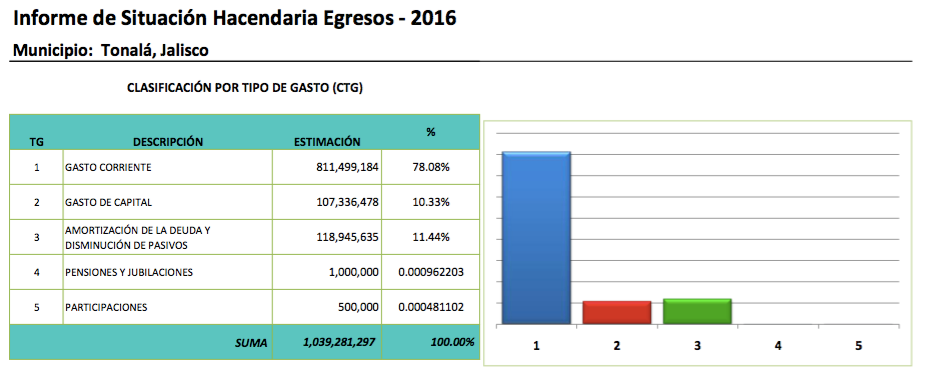 Informe de Situación Hacendaria Egresos - 2016
Municipio: Tonalá, Jalisco
CLASIFICACIÓN POR TIPO DE GASTO (CTG)
TG DESCRIPCIÓN ESTIMACIÓN %
1 GASTO CORRIENTE 811,499,184 78.08%
2 GASTO DE CAPITAL 107,336,478 10.33%
3 AMORTIZACIÓN DE LA DEUDA Y
DISMINUCIÓN DE PASIVOS 118,945,635 11.44%
4 PENSIONES Y JUBILACIONES 1,000,000 0.000962203
5 PARTICIPACIONES 500,000 0.000481102
SUMA 1,039,281,297 100.00%
1 2 3 4 5